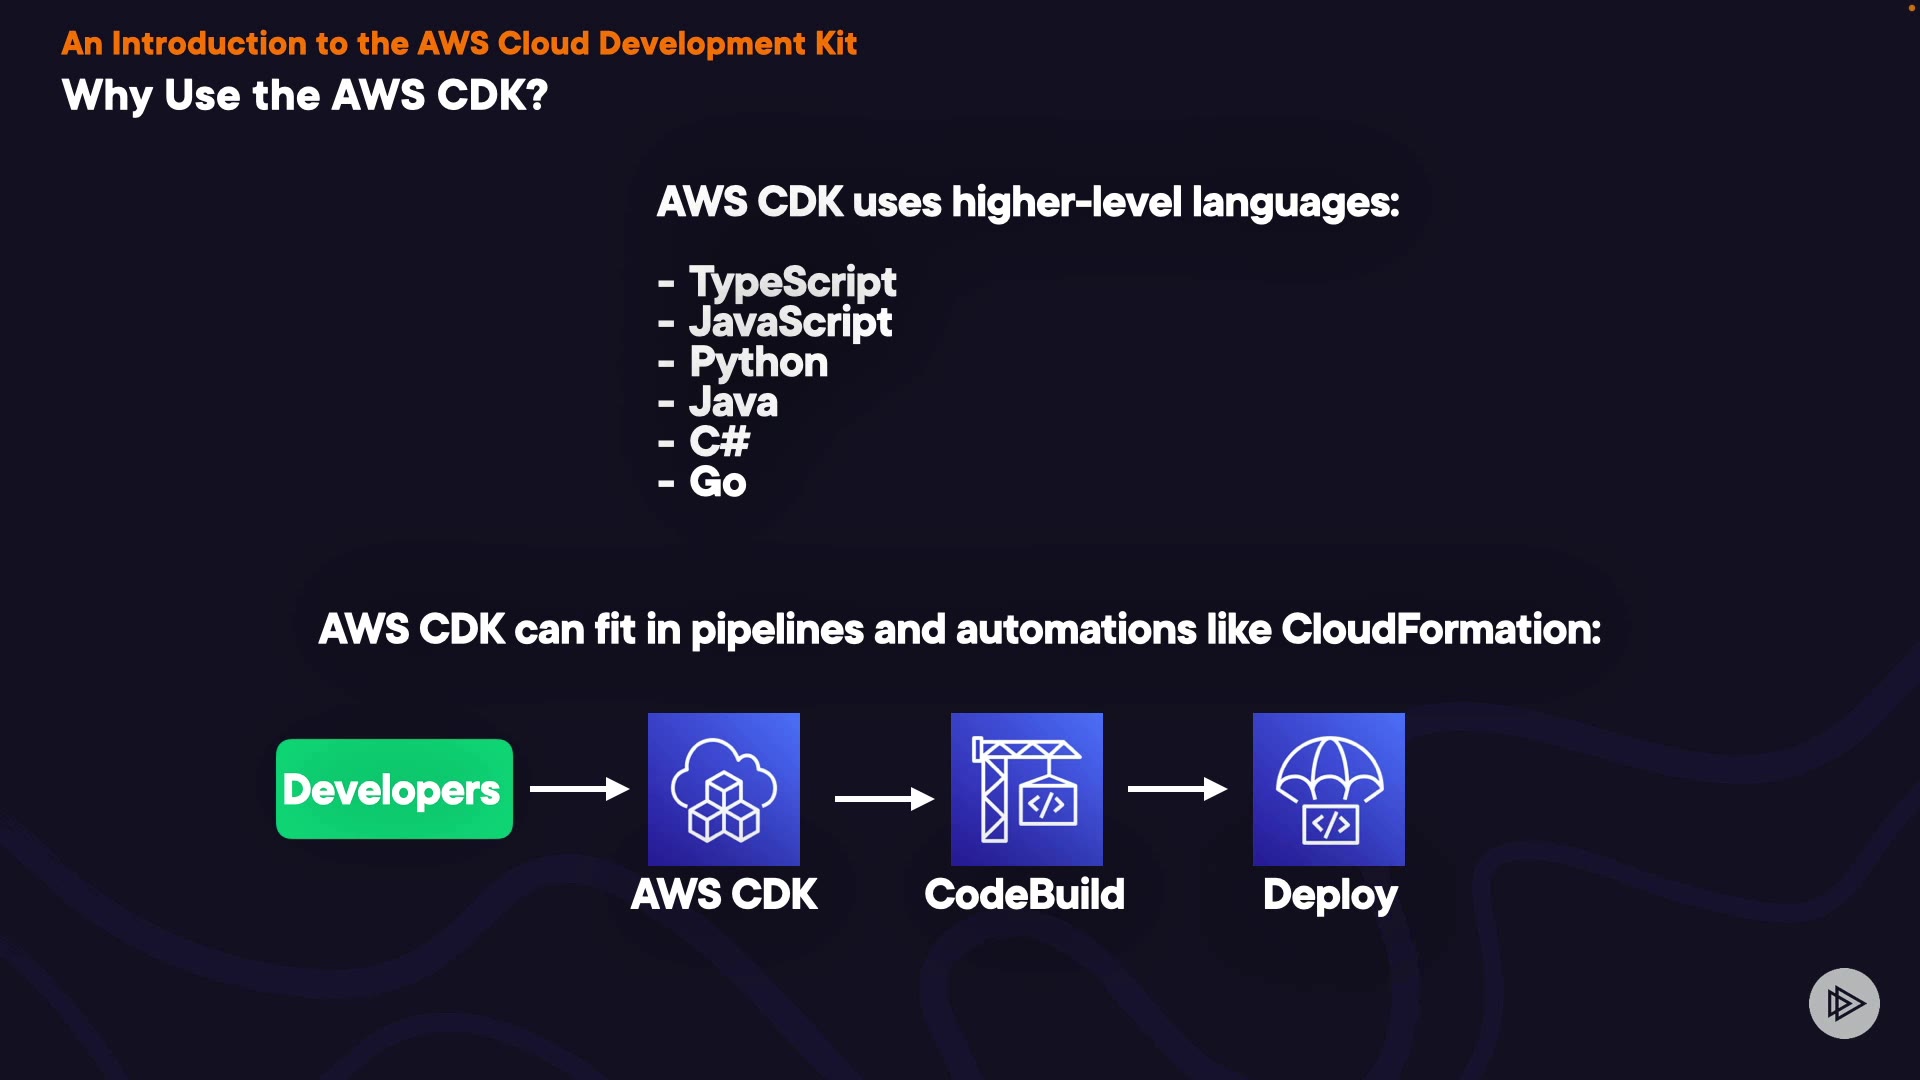 An Introduction to the AWS Cloud Development Kit
Why Use the AWS CDK?
AWS CDK uses higher-level languages:
- TypeScript
- JavaScript
- Python
- Java
- C#
- Go
AWS CDK can fit in pipelines and automations like CloudFormation:
Developers
</>
</>
AWS CDK
CodeBuild
Deploy